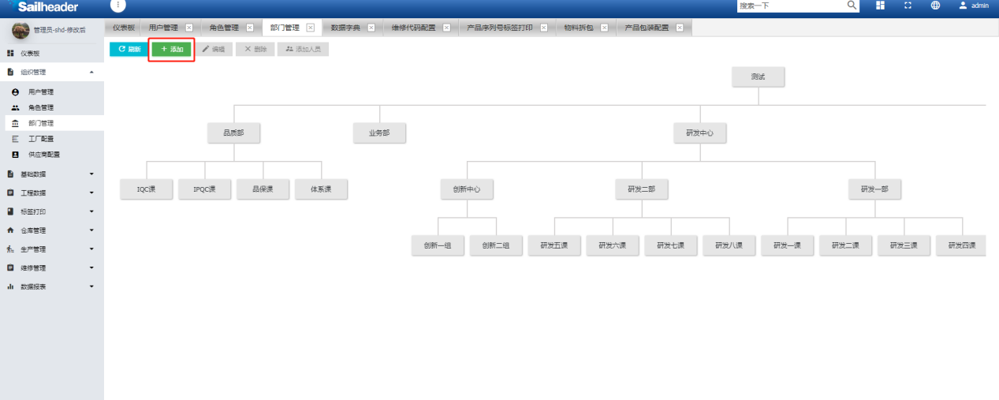 Sailheader
搜索一下
admin
管理员-shd-修改后
仪表板 用户管理 角色管理 部门管理 数据字典 维修代码配置 产品序列号标签打印 物料拆包 产品包装配置
刷新 添加 编辑 删除 添加人员
仪表板
组织管理
用户管理
角色管理
部门管理
工厂配置
供应商配置
基础数据
工程数据
标签打印
仓库管理
生产管理
维修管理
数据报表
测试
品质部 业务部 研发中心
IQC课 IPQC课 品保课 体系课 创新中心 研发二部 研发一部
创新一组 创新二组 研发五课 研发六课 研发七课 研发八课 研发一课 研发二课 研发三课 研发四课